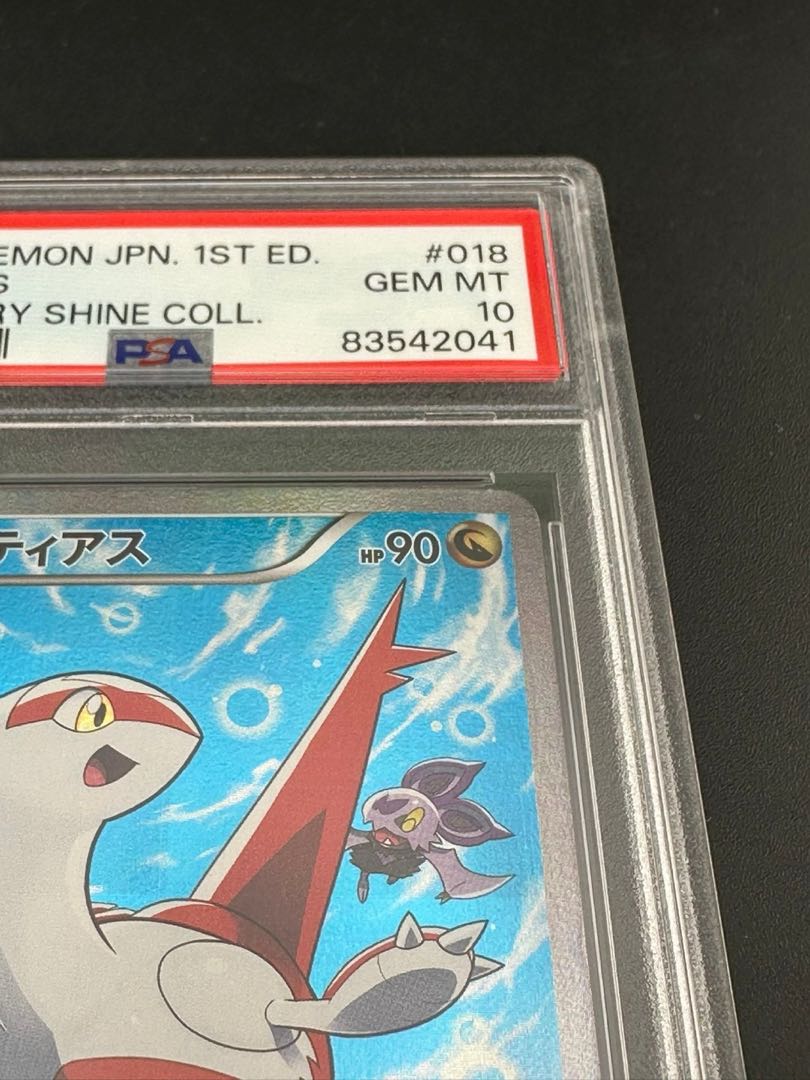 EMON JPN. 1ST ED. #018
S GEM MT
RY SHINE COLL. 10
PSA 83542041
ティアス HP90